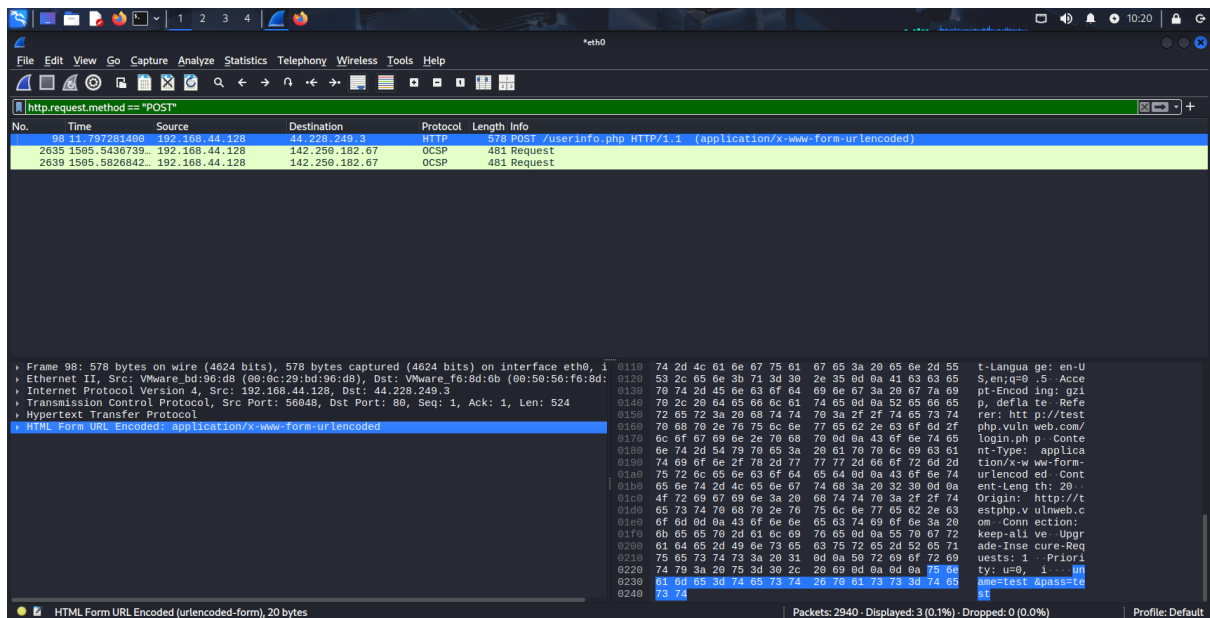 1 2 3 4 10:20
*eth0
File Edit View Go Capture Analyze Statistics Telephony Wireless Tools Help
http.request.method == "POST"
No. Time Source Destination Protocol Length Info
98 11.797281400 192.168.44.128 44.228.249.3 HTTP 578 POST /userinfo.php HTTP/1.1 (application/x-www-form-urlencoded)
2635 1505.5436739… 192.168.44.128 142.250.182.67 OCSP 481 Request
2639 1505.5826842… 192.168.44.128 142.250.182.67 OCSP 481 Request
Frame 98: 578 bytes on wire (4624 bits), 578 bytes captured (4624 bits) on interface eth0, i
Ethernet II, Src: VMware_bd:96:d8 (00:0c:29:bd:96:d8), Dst: VMware_f6:8d:6b (00:50:56:f6:8d:
Internet Protocol Version 4, Src: 192.168.44.128, Dst: 44.228.249.3
Transmission Control Protocol, Src Port: 56048, Dst Port: 80, Seq: 1, Ack: 1, Len: 524
Hypertext Transfer Protocol
HTML Form URL Encoded: application/x-www-form-urlencoded
0110 74 2d 4c 61 6e 67 75 61 67 65 3a 20 65 6e 2d 55 t-Langua ge: en-U
0120 53 2c 65 6e 3b 71 3d 30 2e 35 0d 0a 41 63 63 65 S,en;q=0 .5··Acce
0130 70 74 2d 45 6e 63 6f 64 69 6e 67 3a 20 67 7a 69 pt-Encod ing: gzi
0140 70 2c 20 64 65 66 6c 61 74 65 0d 0a 52 65 66 65 p, defla te··Refe
0150 72 65 72 3a 20 68 74 74 70 3a 2f 2f 74 65 73 74 rer: htt p://test
0160 70 68 70 2e 76 75 6c 6e 77 65 62 2e 63 6f 6d 2f php.vuln web.com/
0170 6c 6f 67 69 6e 2e 70 68 70 0d 0a 43 6f 6e 74 65 login.ph p··Conte
0180 6e 74 2d 54 79 70 65 3a 20 61 70 70 6c 69 63 61 nt-Type: applica
0190 74 69 6f 6e 2f 78 2d 77 77 77 2d 66 6f 72 6d 2d tion/x-w ww-form-
01a0 75 72 6c 65 6e 63 6f 64 65 64 0d 0a 43 6f 6e 74 urlencod ed··Cont
01b0 65 6e 74 2d 4c 65 6e 67 74 68 3a 20 32 30 0d 0a ent-Leng th: 20··
01c0 4f 72 69 67 69 6e 3a 20 68 74 74 70 3a 2f 2f 74 Origin: http://t
01d0 65 73 74 70 68 70 2e 76 75 6c 6e 77 65 62 2e 63 estphp.v ulnweb.c
01e0 6f 6d 0d 0a 43 6f 6e 6e 65 63 74 69 6f 6e 3a 20 om··Conn ection:
01f0 6b 65 65 70 2d 61 6c 69 76 65 0d 0a 55 70 67 72 keep-ali ve··Upgr
0200 61 64 65 2d 49 6e 73 65 63 75 72 65 2d 52 65 71 ade-Inse cure-Req
0210 75 65 73 74 73 3a 20 31 0d 0a 50 72 69 6f 72 69 uests: 1 ··Priori
0220 74 79 3a 20 75 3d 30 2c 20 69 0d 0a 0d 0a 75 6e ty: u=0, i····un
0230 61 6d 65 3d 74 65 73 74 26 70 61 73 73 3d 74 65 ame=test &pass=te
0240 73 74 st
HTML Form URL Encoded (urlencoded-form), 20 bytes Packets: 2940 · Displayed: 3 (0.1%) · Dropped: 0 (0.0%) Profile: Default